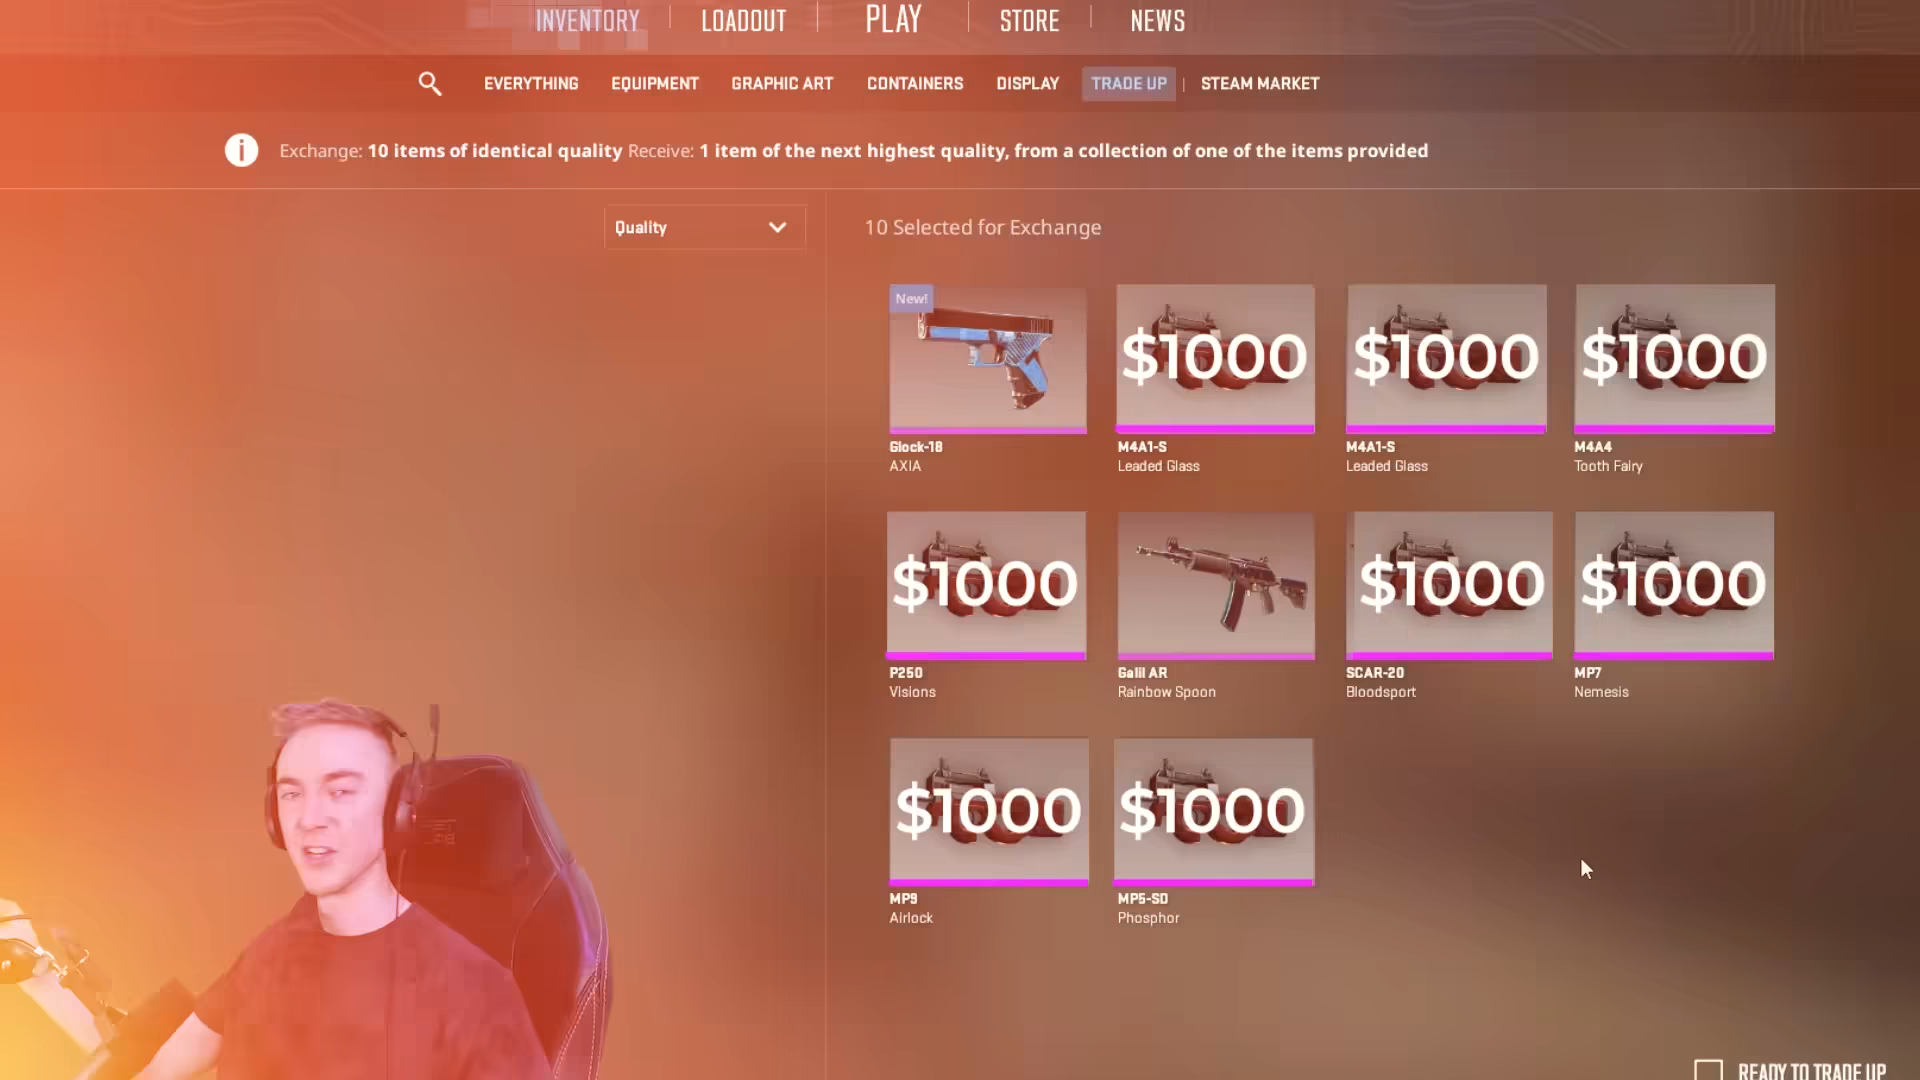 INVENTORY
LOADOUT
PLAY
STORE
NEWS
EVERYTHING
EQUIPMENT
GRAPHIC ART
CONTAINERS
DISPLAY
TRADE UP
STEAM MARKET
i
Exchange: 10 items of identical quality Receive: 1 item of the next highest quality, from a collection of one of the items provided
Quality
10 Selected for Exchange
New!
$1000
$1000
$1000
Glock-18
AXIA
M4A1-S
Leaded Glass
M4A1-S
Leaded Glass
M4A4
Tooth Fairy
$1000
$1000
$1000
P250
Visions
Galil AR
Rainbow Spoon
SCAR-20
Bloodsport
MP7
Nemesis
$1000
$1000
MP9
Airlock
MP5-SD
Phosphor
READY TO TRADE UP